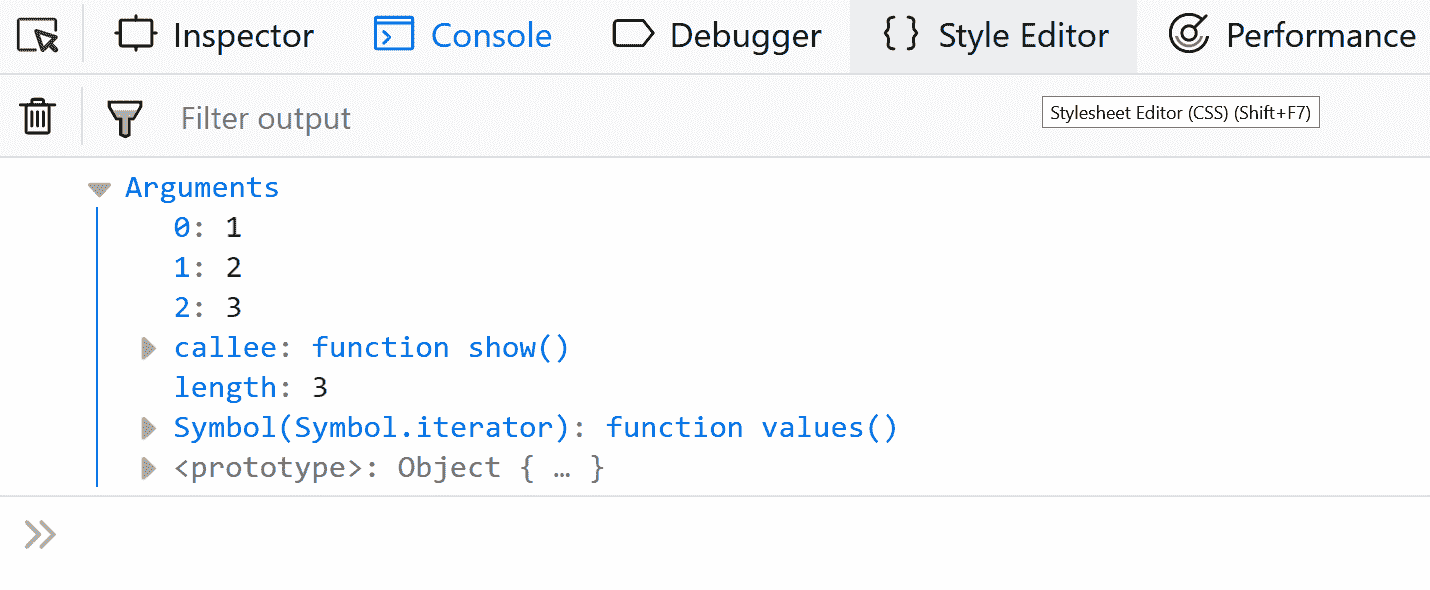 Inspector Console Debugger { } Style Editor Performance
Filter output
Stylesheet Editor (CSS) (Shift+F7)
Arguments
0: 1
1: 2
2: 3
callee: function show()
length: 3
Symbol(Symbol.iterator): function values()
<prototype>: Object { … }